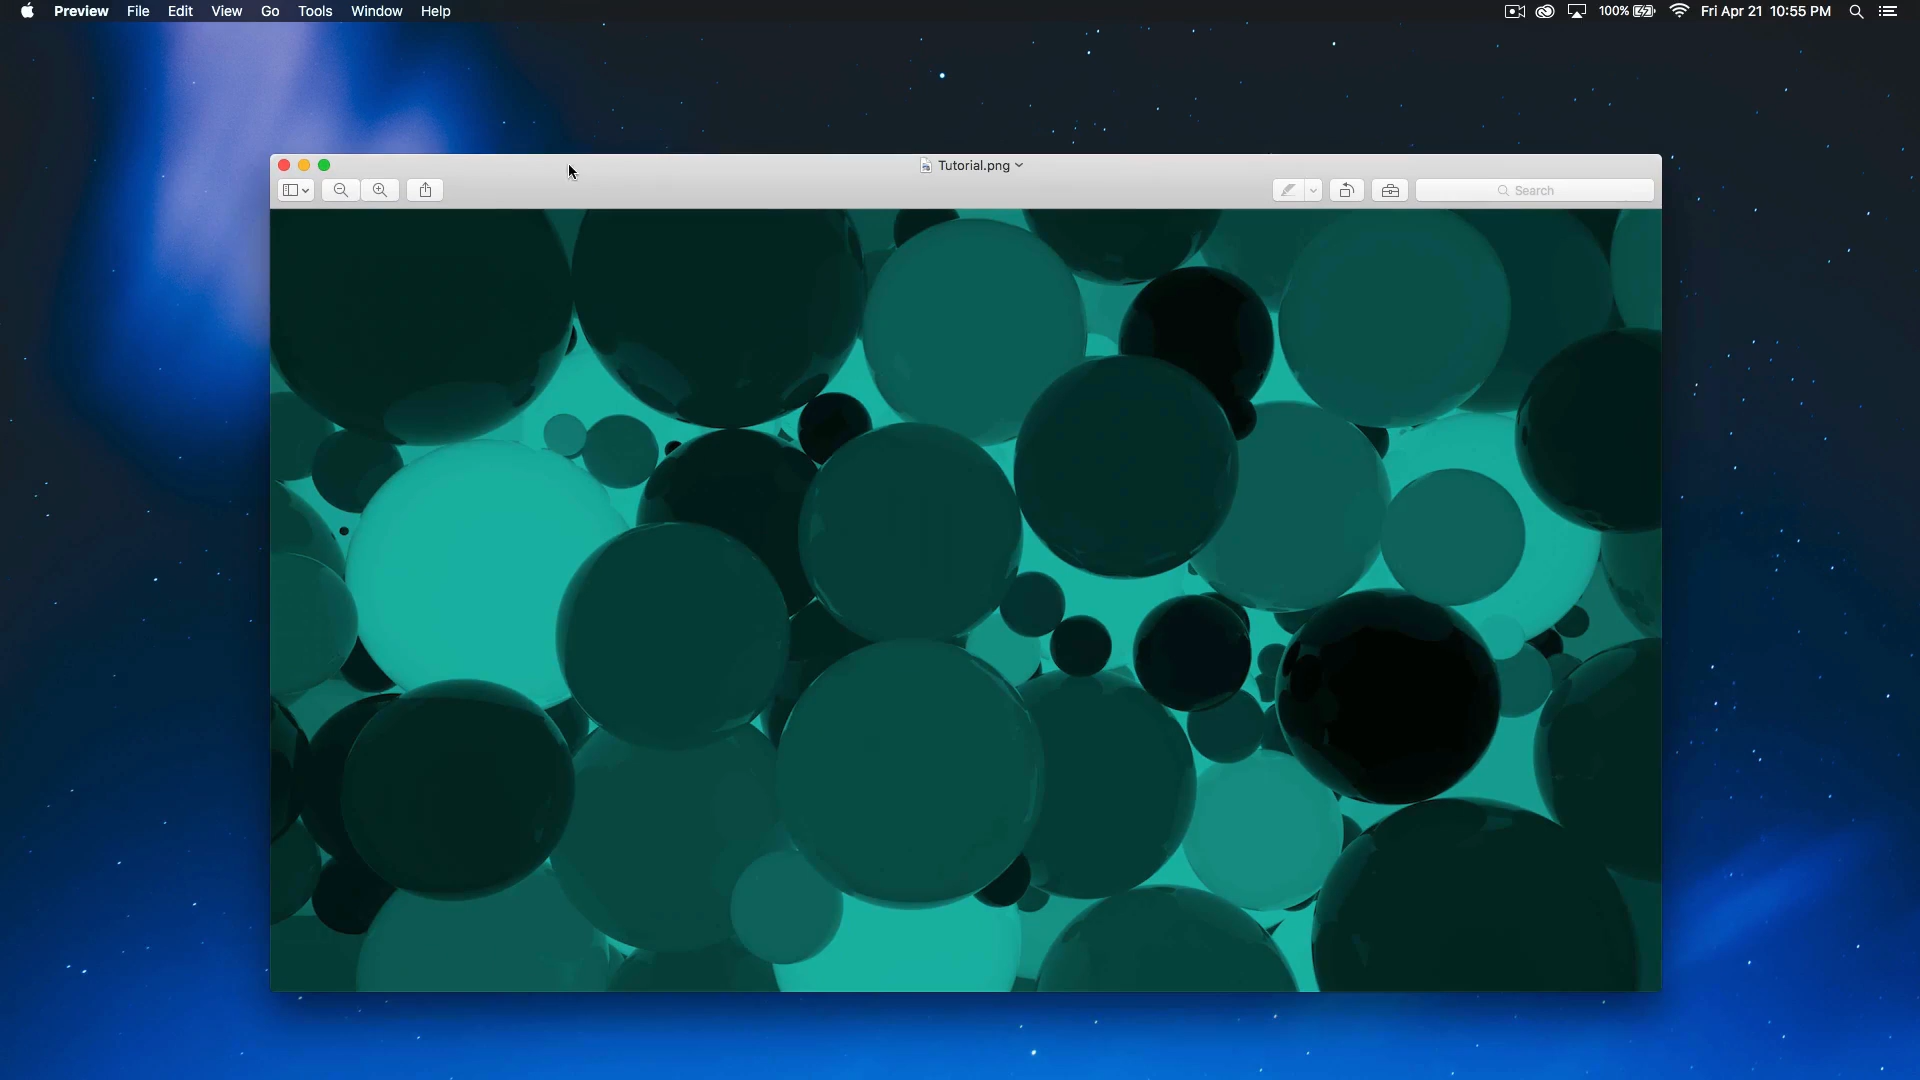 Preview File Edit View Go Tools Window Help 100% Fri Apr 21 10:55 PM
Tutorial.png
Search